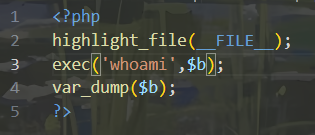 1 <?php
2 highlight_file(__FILE__);
3 exec('whoami',$b);
4 var_dump($b);
5 ?>